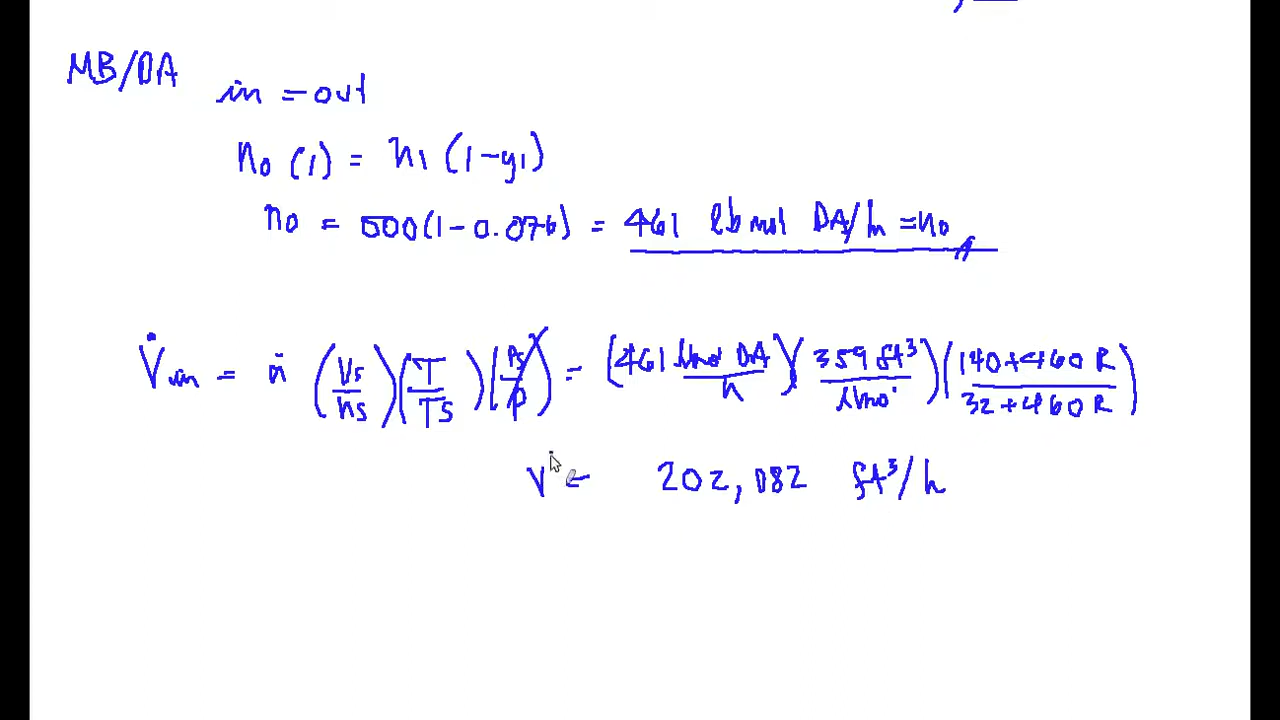 MB/DA
in = out
n0 (1) = n1 (1-y1)
n0 = 500(1-0.076) = 461 lbmol DA/h = n0
V̇in = ṅ (Vs/ns)(T/Ts)(Ps/P) = (461 lbmol DA/h)(359 ft³/lbmol)(140+460 R/32+460 R)
V̇ = 202,082 ft³/h